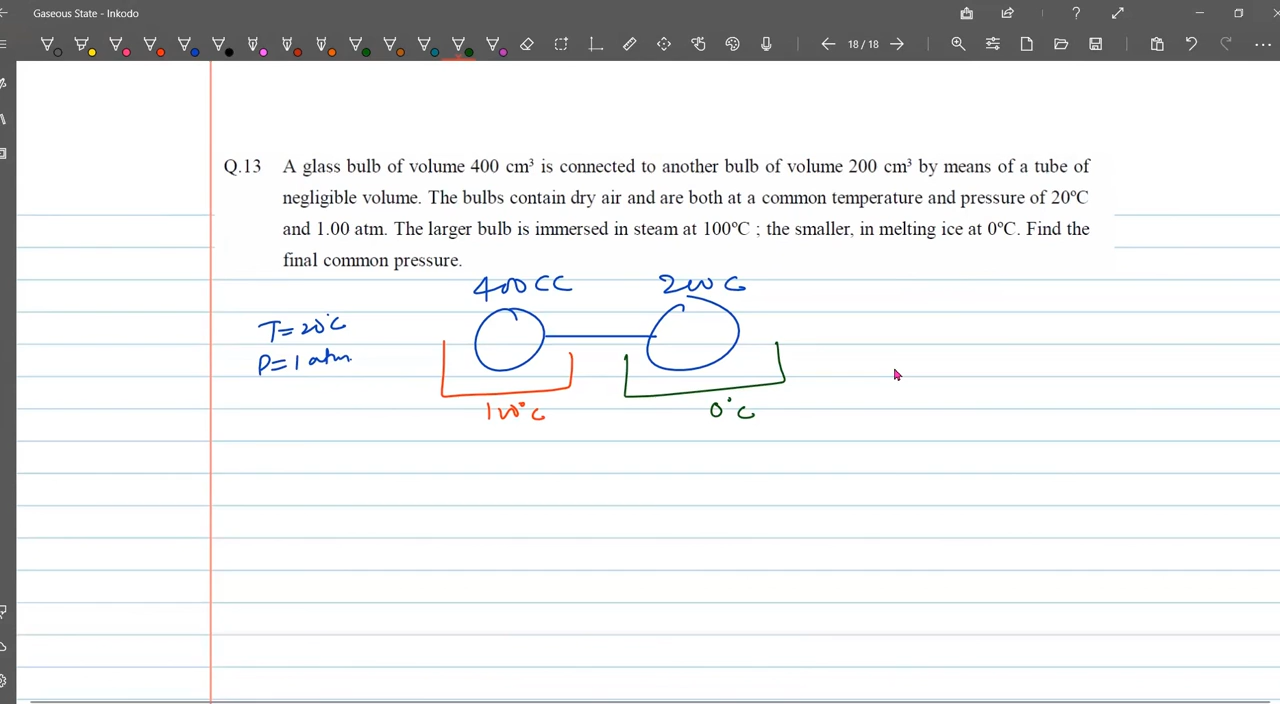 Gaseous State - Inkodo
18 / 18
Q.13 A glass bulb of volume 400 cm³ is connected to another bulb of volume 200 cm³ by means of a tube of
negligible volume. The bulbs contain dry air and are both at a common temperature and pressure of 20ºC
and 1.00 atm. The larger bulb is immersed in steam at 100ºC ; the smaller, in melting ice at 0ºC. Find the
final common pressure.
400 CC
200 CC
T = 20°C
P = 1 atm
100°C
0°C